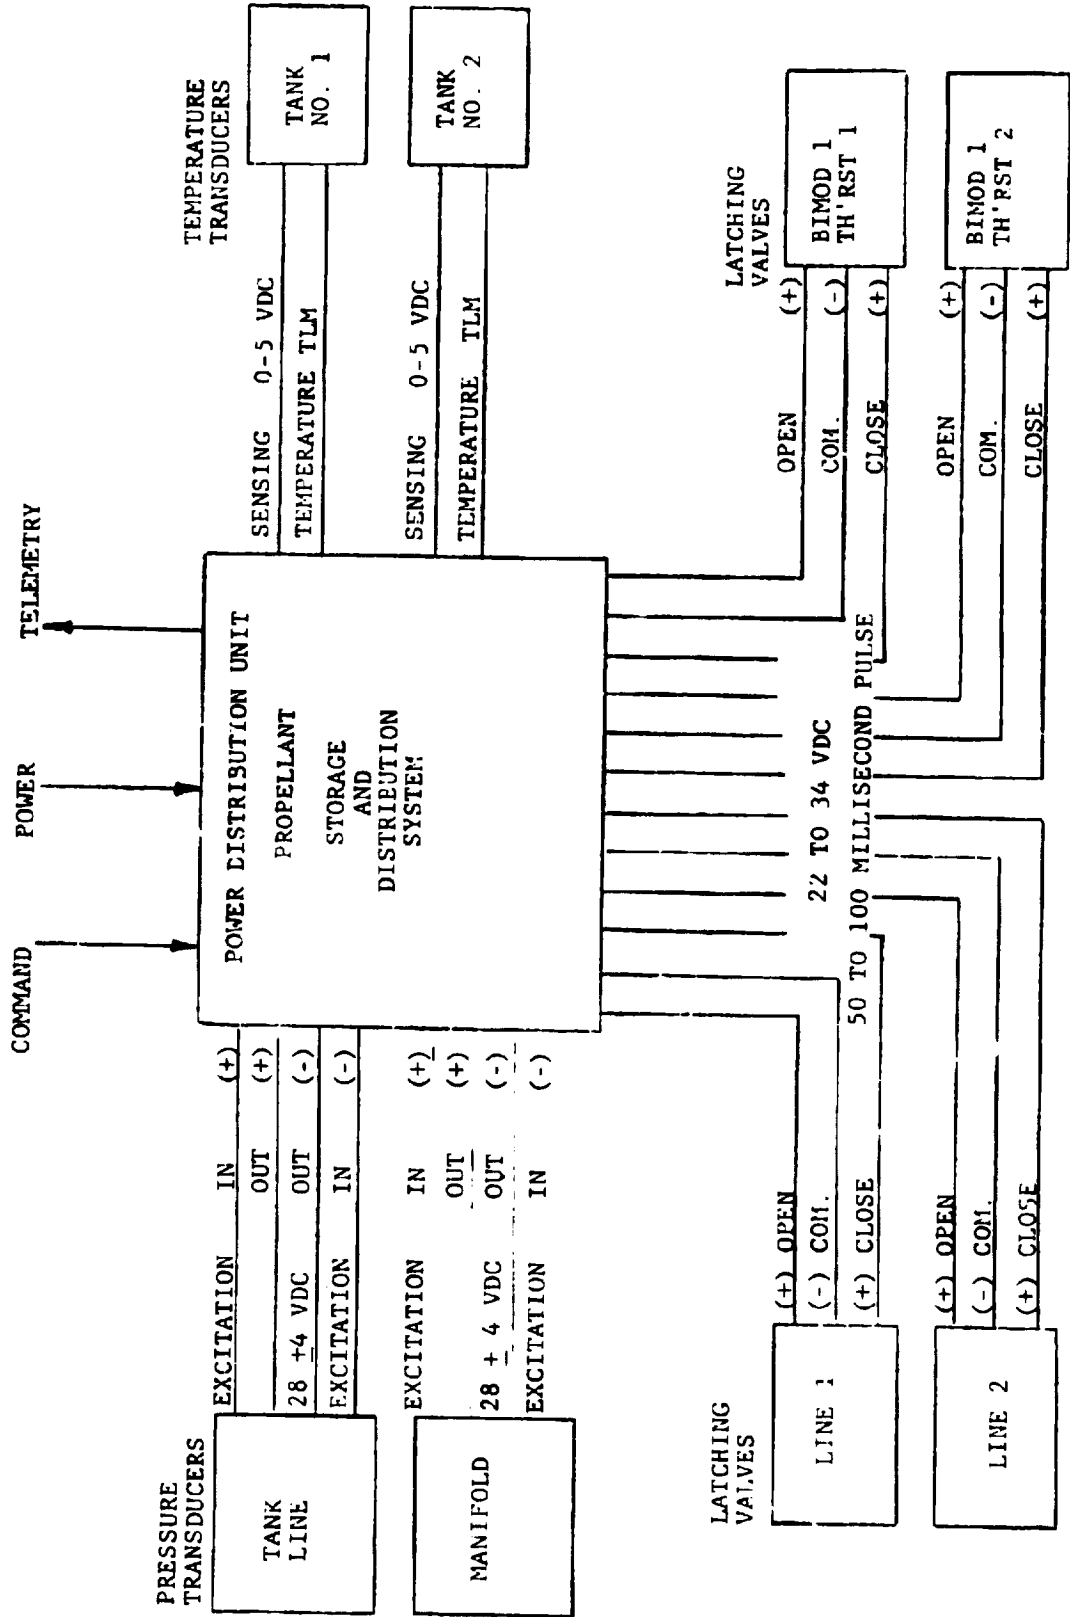 COMMAND
POWER
TELEMETRY
PRESSURE
TRANSDUCERS
TANK
LINE
EXCITATION IN (+)
OUT (+)
28 +4 VDC OUT (-)
EXCITATION IN (-)
MANIFOLD
EXCITATION IN (+)
OUT (+)
28 + 4 VDC OUT (-)
EXCITATION IN (-)
POWER DISTRIBUTION UNIT
PROPELLANT
STORAGE
AND
DISTRIBUTION
SYSTEM
TEMPERATURE
TRANSDUCERS
SENSING 0-5 VDC
TEMPERATURE TLM
TANK
NO. 1
SENSING 0-5 VDC
TEMPERATURE TLM
TANK
NO. 2
LATCHING
VALVES
LINE 1
(+) OPEN
(-) COM.
(+) CLOSE
LINE 2
(+) OPEN
(-) COM.
(+) CLOSE
22 TO 34 VDC
50 TO 100 MILLISECOND PULSE
LATCHING
VALVES
OPEN (+)
COM. (-)
CLOSE (+)
BIMOD 1
TH'RST 1
OPEN (+)
COM. (-)
CLOSE (+)
BIMOD 1
TH'RST 2